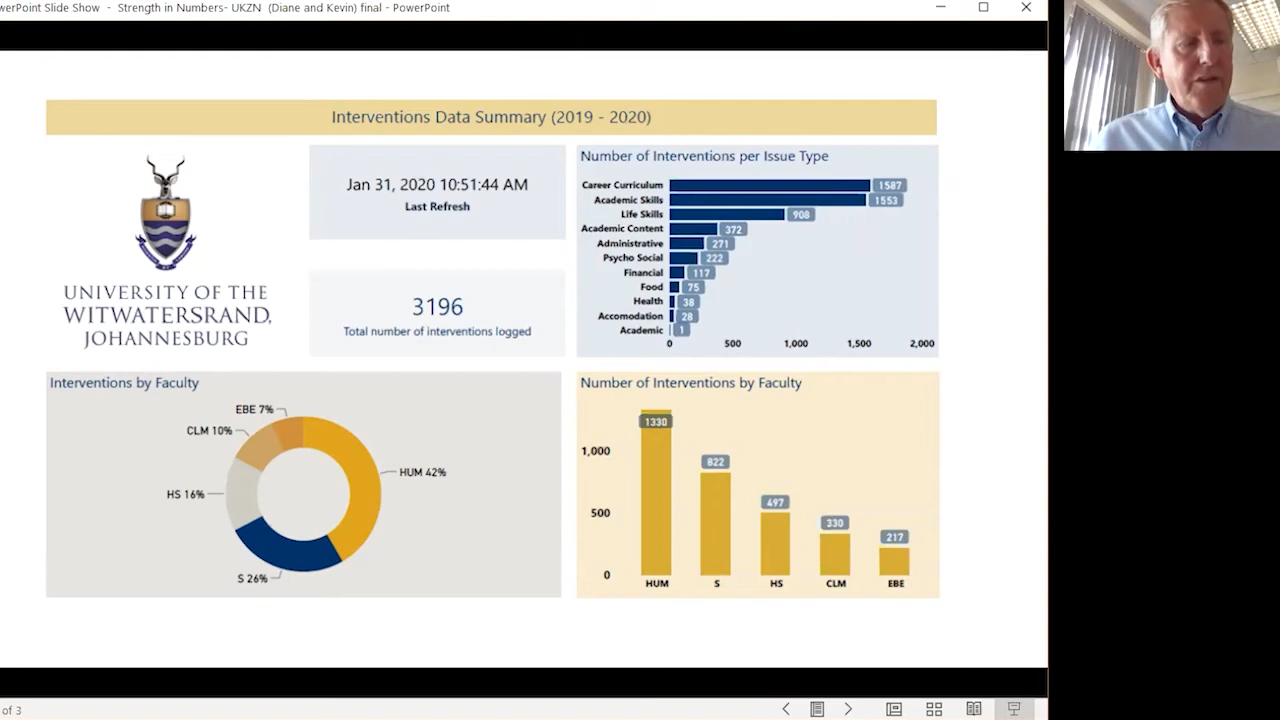 werPoint Slide Show - Strength in Numbers- UKZN (Diane and Kevin) final - PowerPoint
Interventions Data Summary (2019 - 2020)
UNIVERSITY OF THE
WITWATERSRAND,
JOHANNESBURG
Jan 31, 2020 10:51:44 AM
Last Refresh
3196
Total number of interventions logged
Number of Interventions per Issue Type
Career Curriculum 1587
Academic Skills 1553
Life Skills 908
Academic Content 372
Administrative 271
Psycho Social 222
Financial 117
Food 75
Health 38
Accomodation 28
Academic 1
0 500 1,000 1,500 2,000
Interventions by Faculty
EBE 7%
CLM 10%
HUM 42%
HS 16%
S 26%
Number of Interventions by Faculty
1330
1,000
822
497
500
330
217
0
HUM S HS CLM EBE
of 3